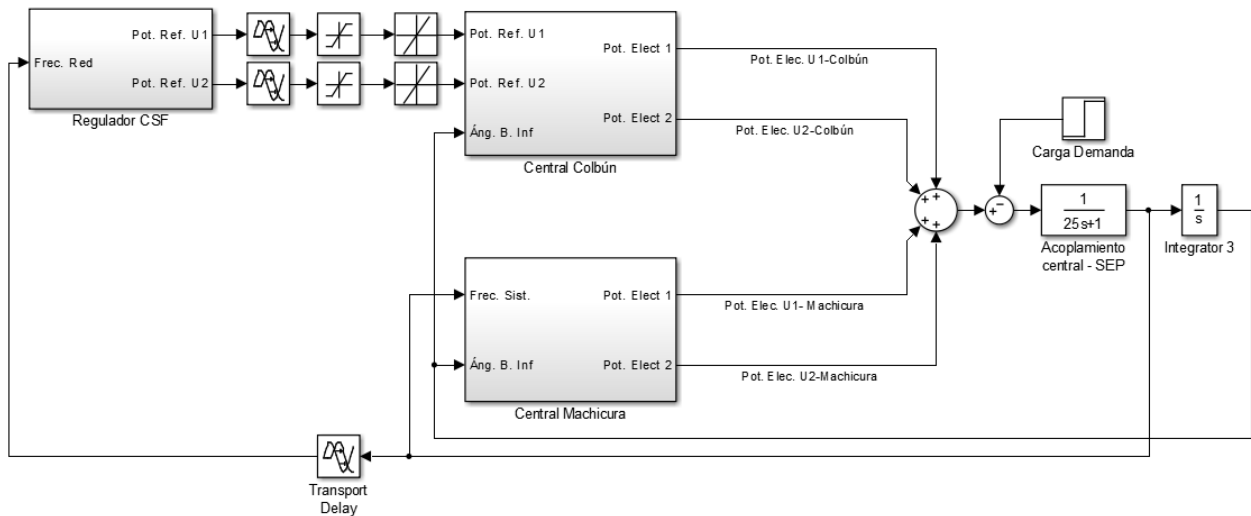 Frec. Red
Pot. Ref. U1
Pot. Ref. U2
Regulador CSF
Pot. Ref. U1
Pot. Ref. U2
Áng. B. Inf
Pot. Elect 1
Pot. Elect 2
Central Colbún
Pot. Elec. U1-Colbún
Pot. Elec. U2-Colbún
Carga Demanda
+ +
+ +
+ −
1
25s+1
Acoplamiento
central - SEP
1
s
Integrator 3
Frec. Sist.
Áng. B. Inf
Pot. Elect 1
Pot. Elect 2
Central Machicura
Pot. Elec. U1- Machicura
Pot. Elec. U2-Machicura
Transport
Delay